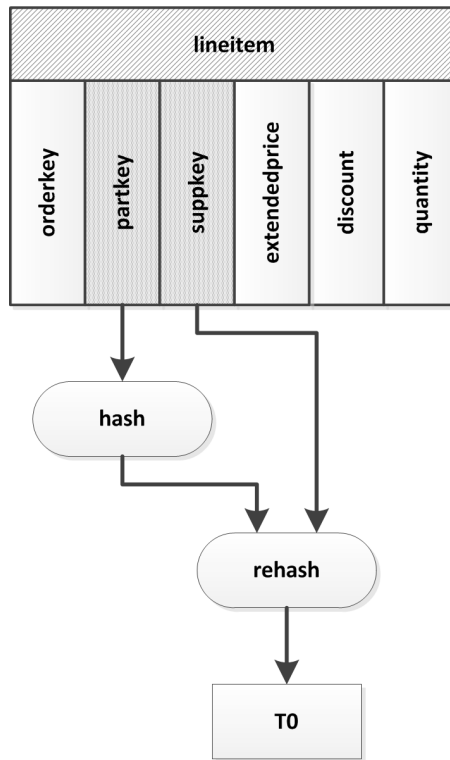 lineitem
orderkey
partkey
suppkey
extendedprice
discount
quantity
hash
rehash
T0